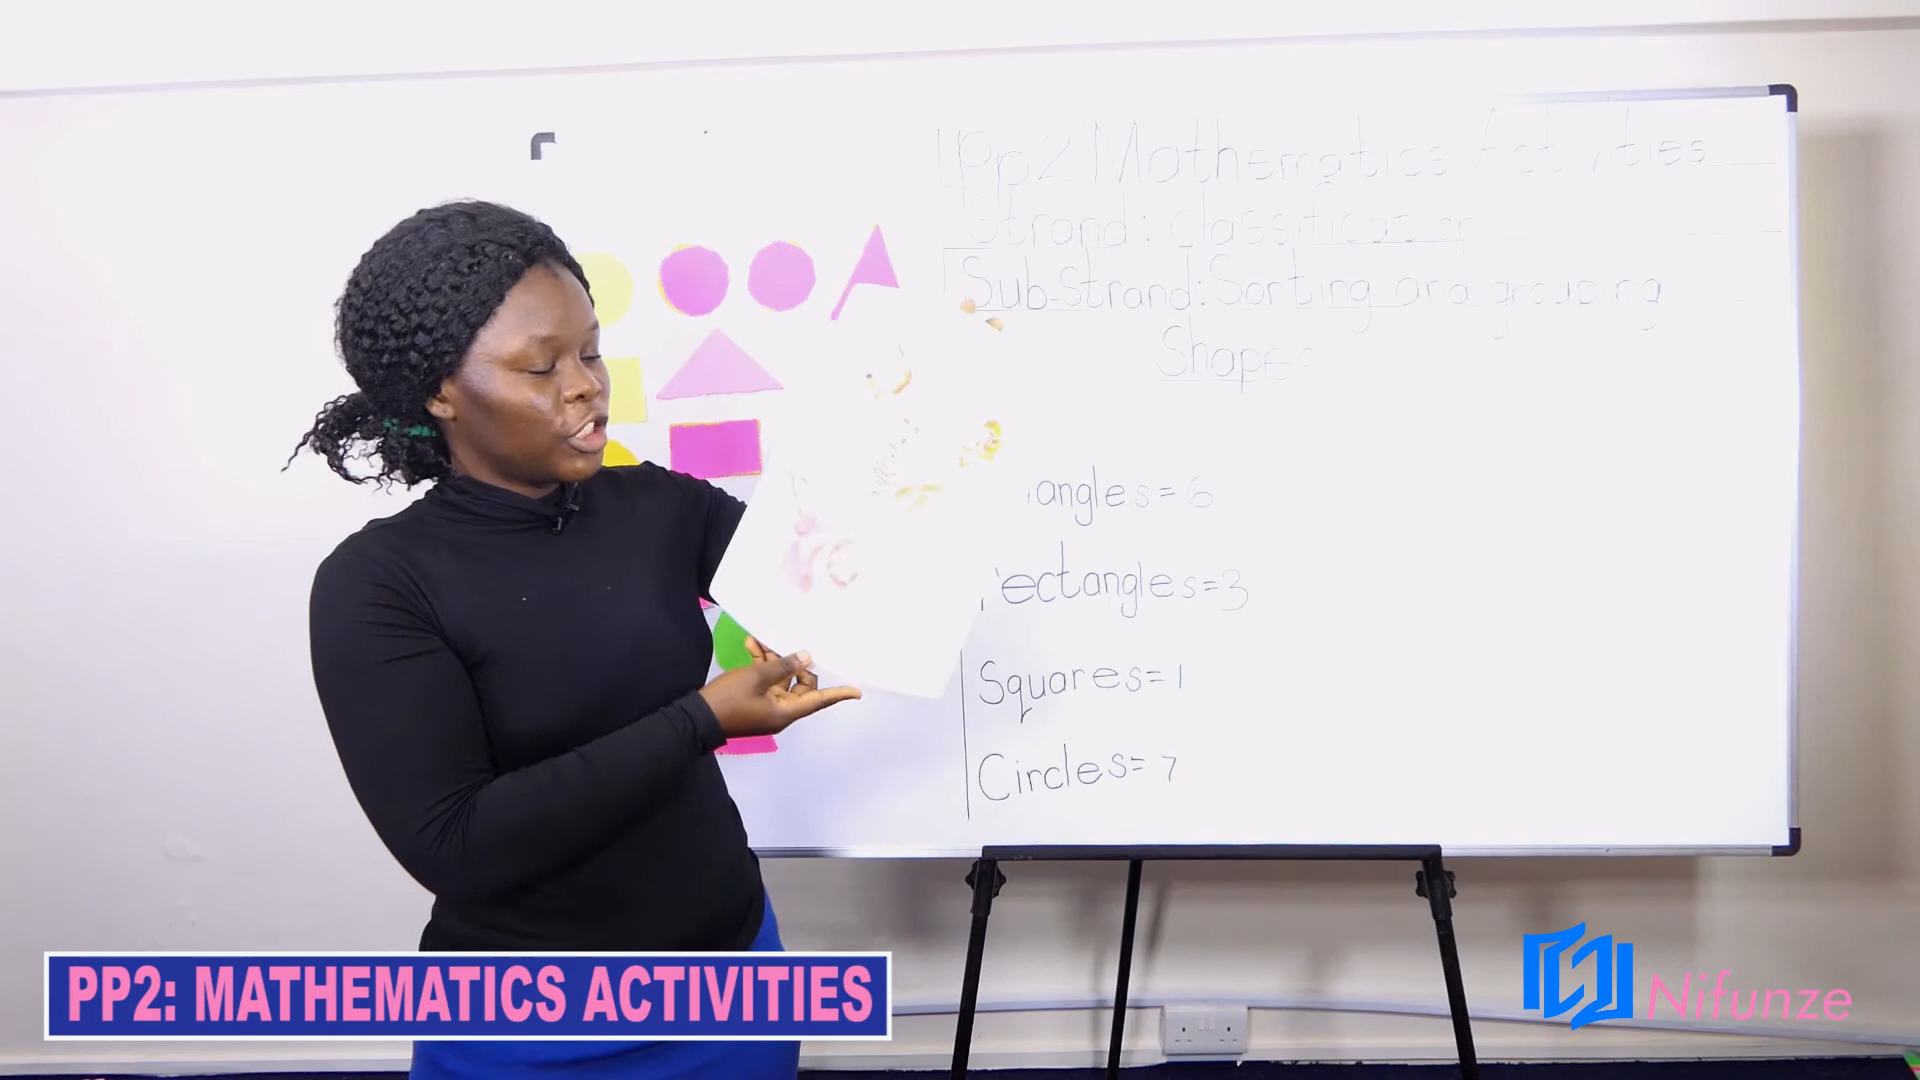 Pp2 Mathematics Activities
Strand: classification
Sub-Strand: Sorting and grouping
Shapes
angles = 6
ectangles = 3
Squares = 1
Circles = 7
PP2: MATHEMATICS ACTIVITIES
Nifunze